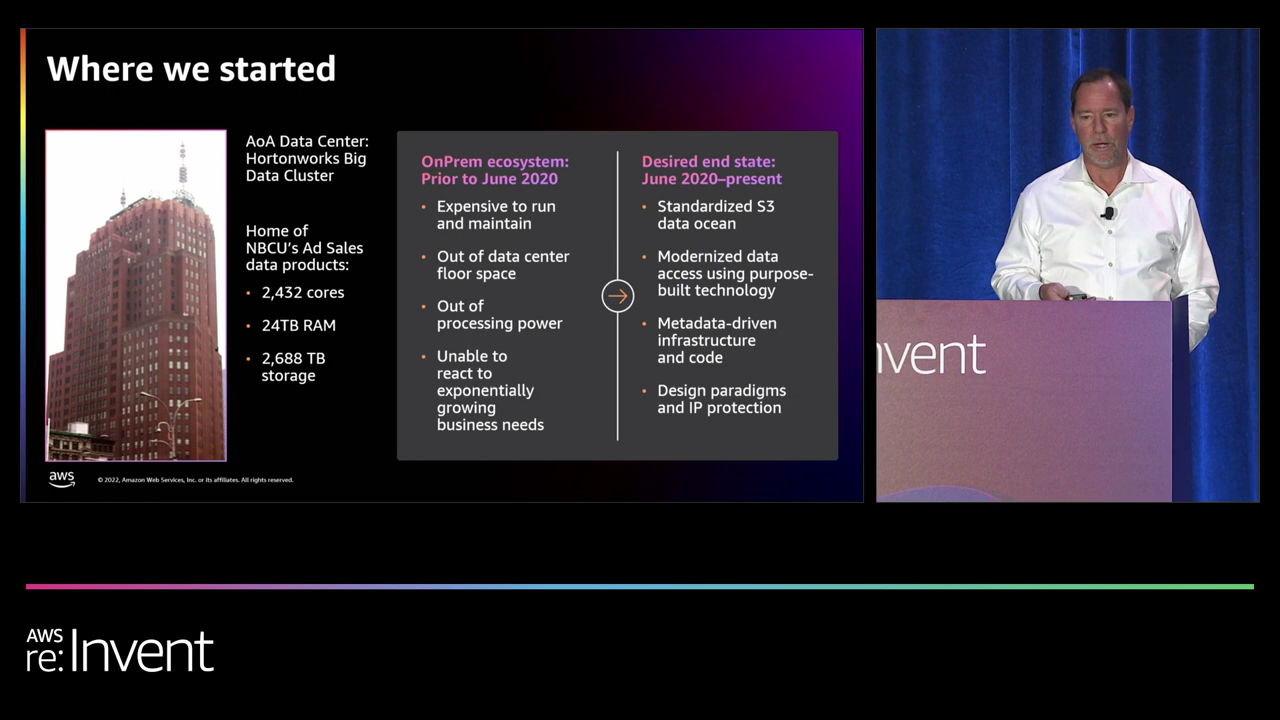 Where we started
AoA Data Center:
Hortonworks Big
Data Cluster
Home of
NBCU's Ad Sales
data products:
• 2,432 cores
• 24TB RAM
• 2,688 TB
storage
OnPrem ecosystem:
Prior to June 2020
• Expensive to run
and maintain
• Out of data center
floor space
• Out of
processing power
• Unable to
react to
exponentially
growing
business needs
Desired end state:
June 2020–present
• Standardized S3
data ocean
• Modernized data
access using purpose-
built technology
• Metadata-driven
infrastructure
and code
• Design paradigms
and IP protection
aws
© 2022, Amazon Web Services, Inc. or its affiliates. All rights reserved.
nvent
AWS
re:Invent